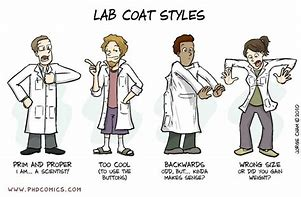 LAB COAT STYLES
PRIM AND PROPER
I AM... A SCIENTIST!
TOO COOL
(TO USE THE
BUTTONS)
BACKWARDS
ODD, BUT... KINDA
MAKES SENSE?
WRONG SIZE
OR DID YOU GAIN
WEIGHT?
JORGE CHAM © 2010
WWW.PHDCOMICS.COM